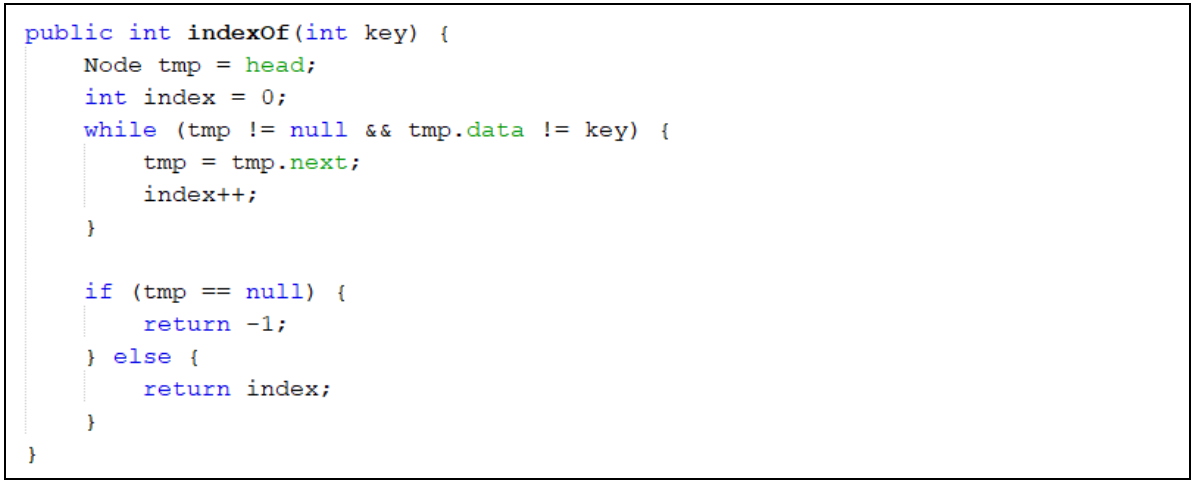 public int indexOf(int key) {
    Node tmp = head;
    int index = 0;
    while (tmp != null && tmp.data != key) {
        tmp = tmp.next;
        index++;
    }

    if (tmp == null) {
        return -1;
    } else {
        return index;
    }
}